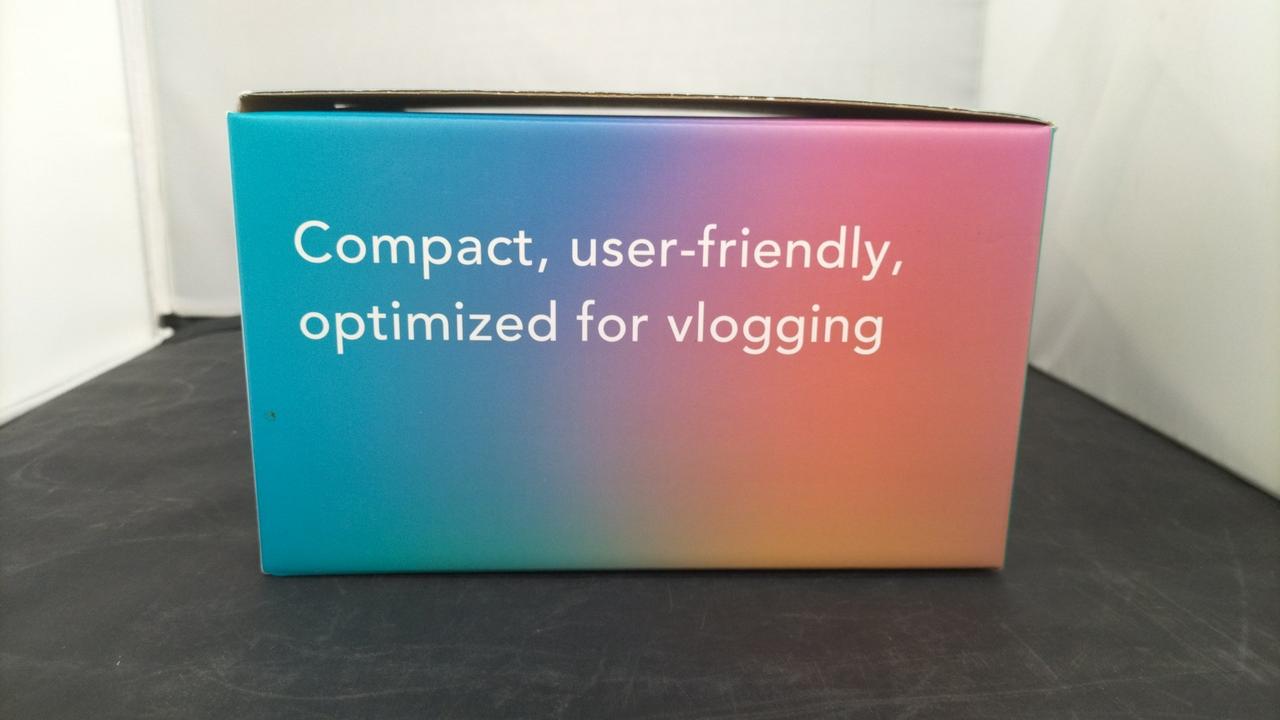 Compact, user-friendly,
optimized for vlogging